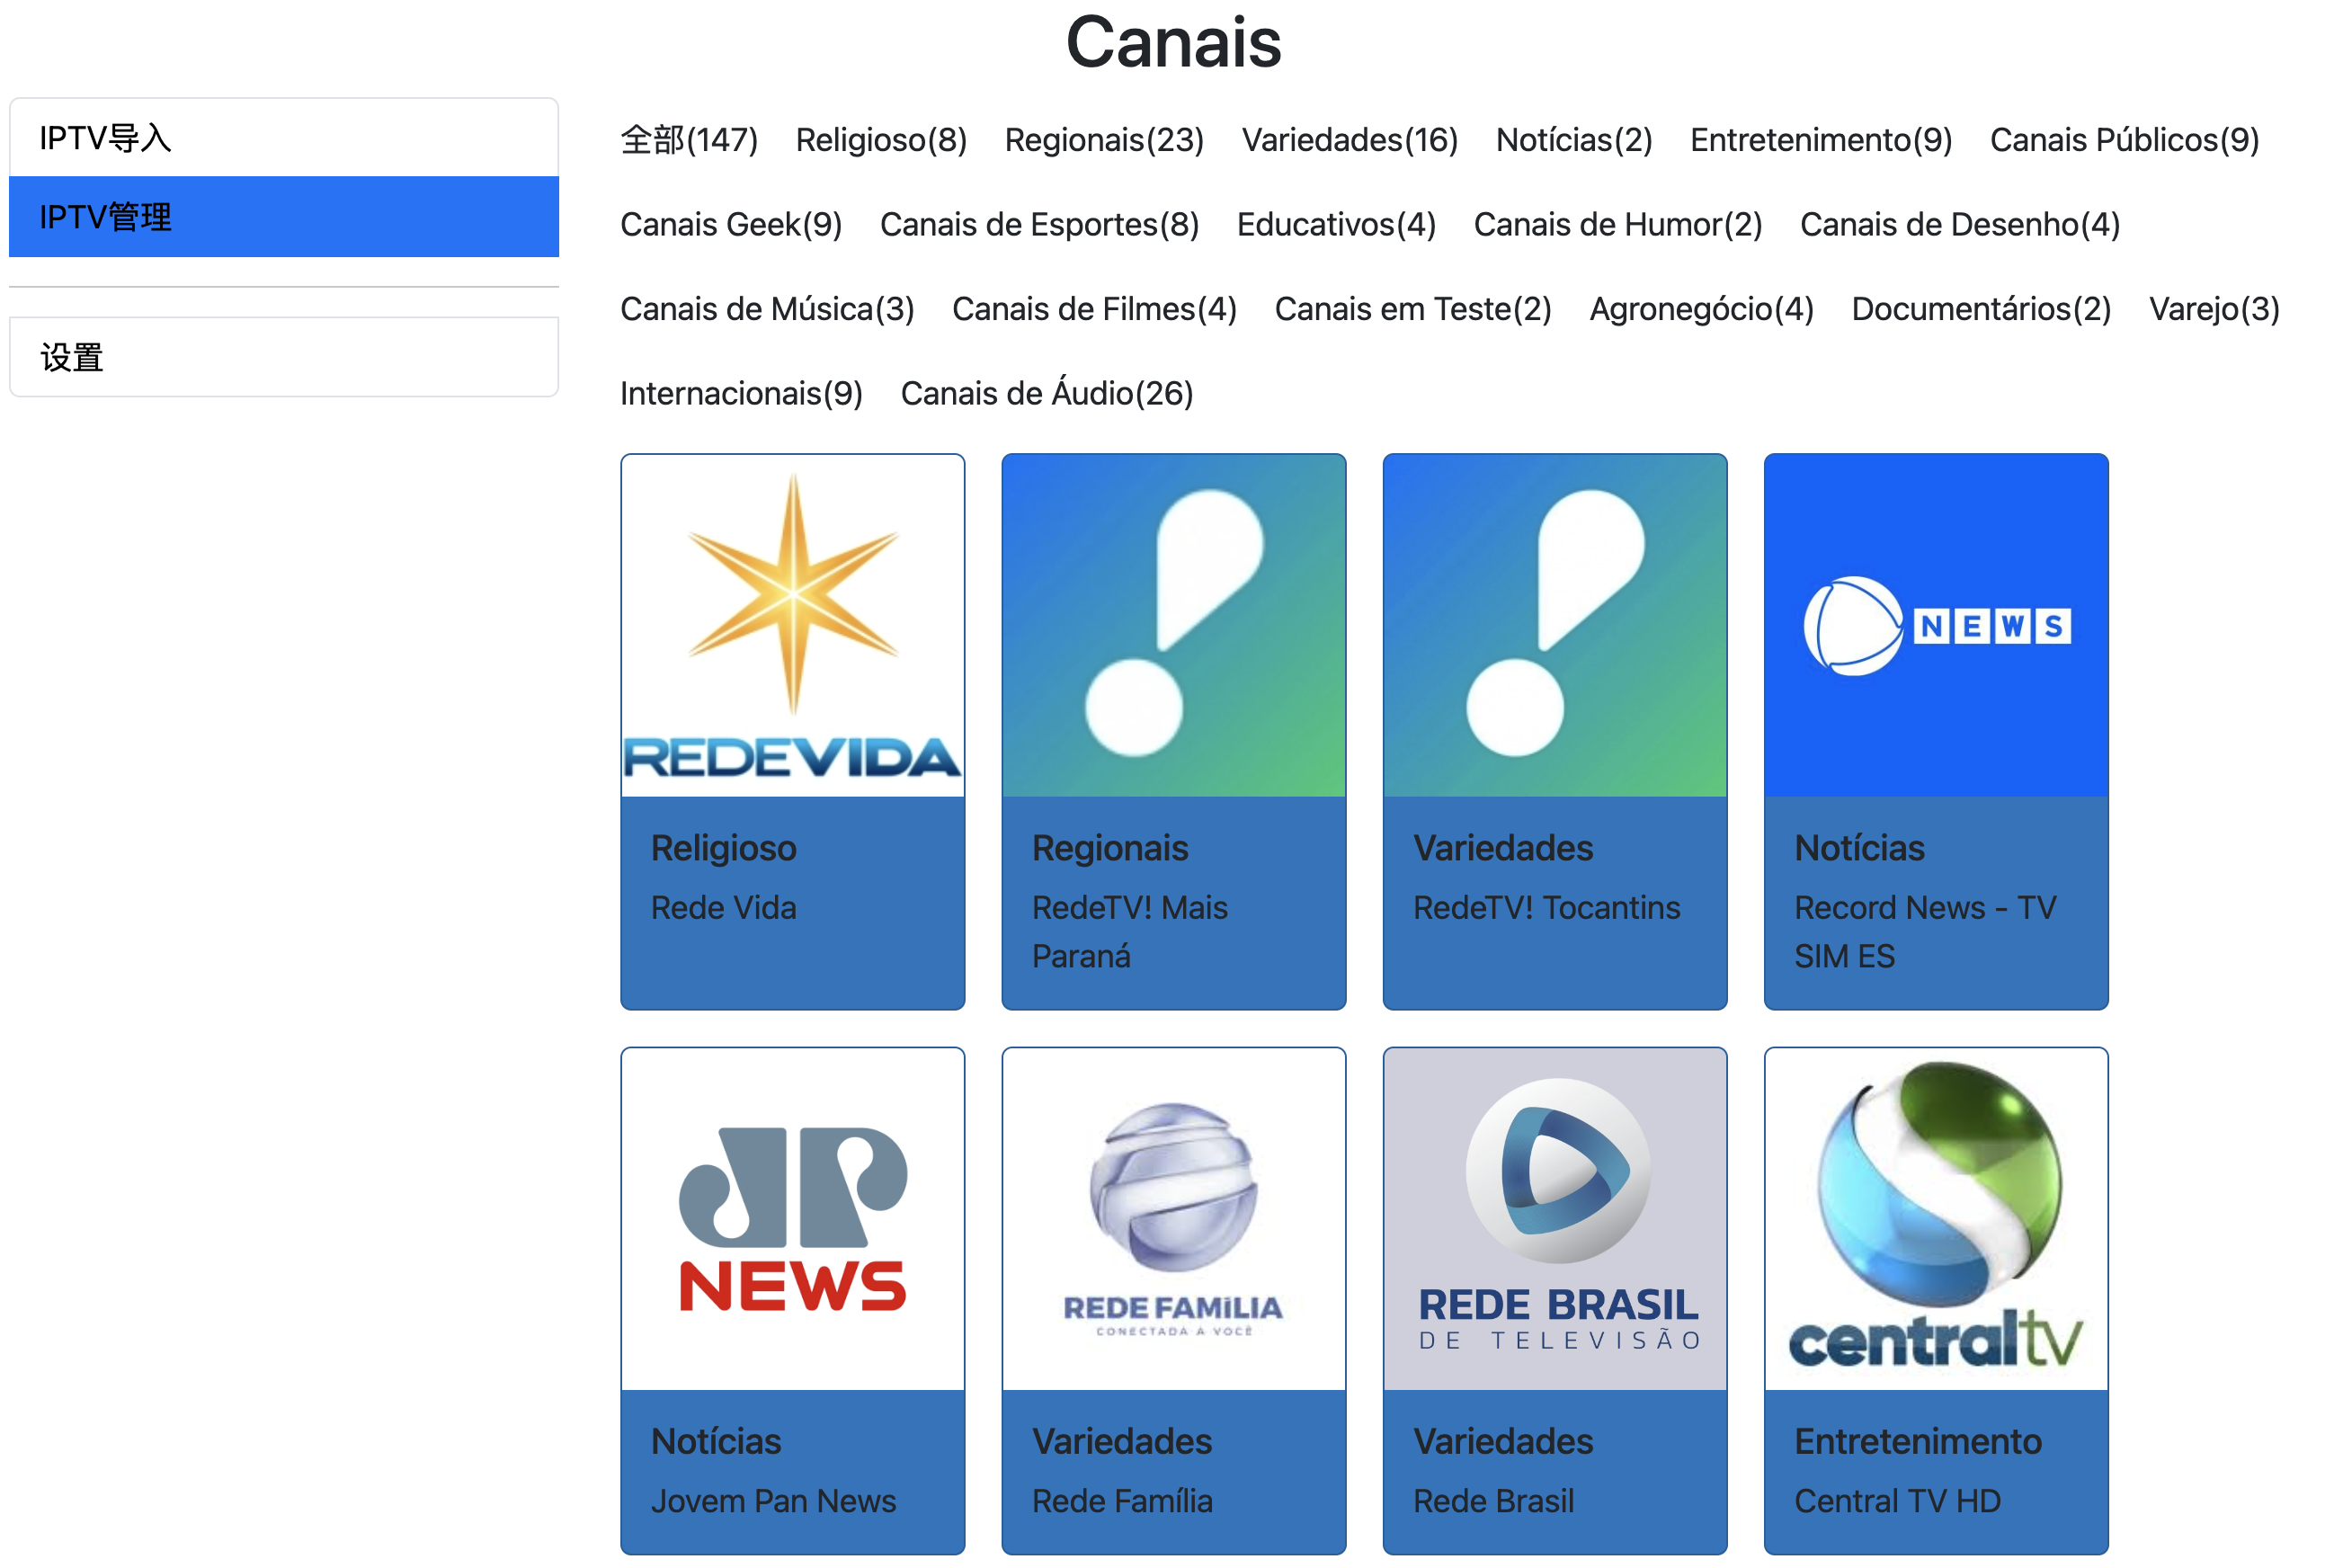 Canais
IPTV导入
IPTV管理
设置
全部(147) Religioso(8) Regionais(23) Variedades(16) Notícias(2) Entretenimento(9) Canais Públicos(9)
Canais Geek(9) Canais de Esportes(8) Educativos(4) Canais de Humor(2) Canais de Desenho(4)
Canais de Música(3) Canais de Filmes(4) Canais em Teste(2) Agronegócio(4) Documentários(2) Varejo(3)
Internacionais(9) Canais de Áudio(26)
REDEVIDA
Religioso
Rede Vida
Regionais
RedeTV! Mais
Paraná
Variedades
RedeTV! Tocantins
NEWS
Notícias
Record News - TV
SIM ES
JP
NEWS
Notícias
Jovem Pan News
REDE FAMíLIA
CONECTADA A VOCÊ
Variedades
Rede Família
REDE BRASIL
DE TELEVISÃO
Variedades
Rede Brasil
centraltv
Entretenimento
Central TV HD